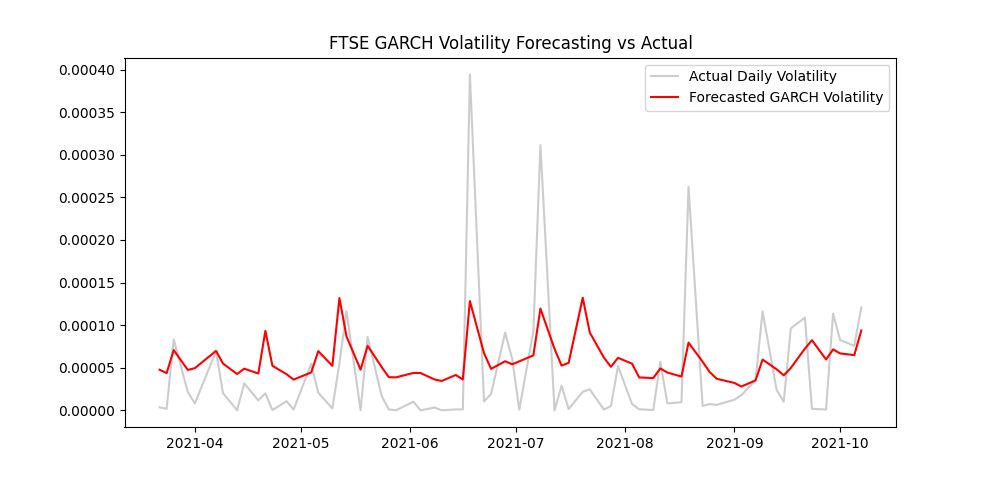 FTSE GARCH Volatility Forecasting vs Actual
Actual Daily Volatility
Forecasted GARCH Volatility
0.00040
0.00035
0.00030
0.00025
0.00020
0.00015
0.00010
0.00005
0.00000
2021-04 2021-05 2021-06 2021-07 2021-08 2021-09 2021-10